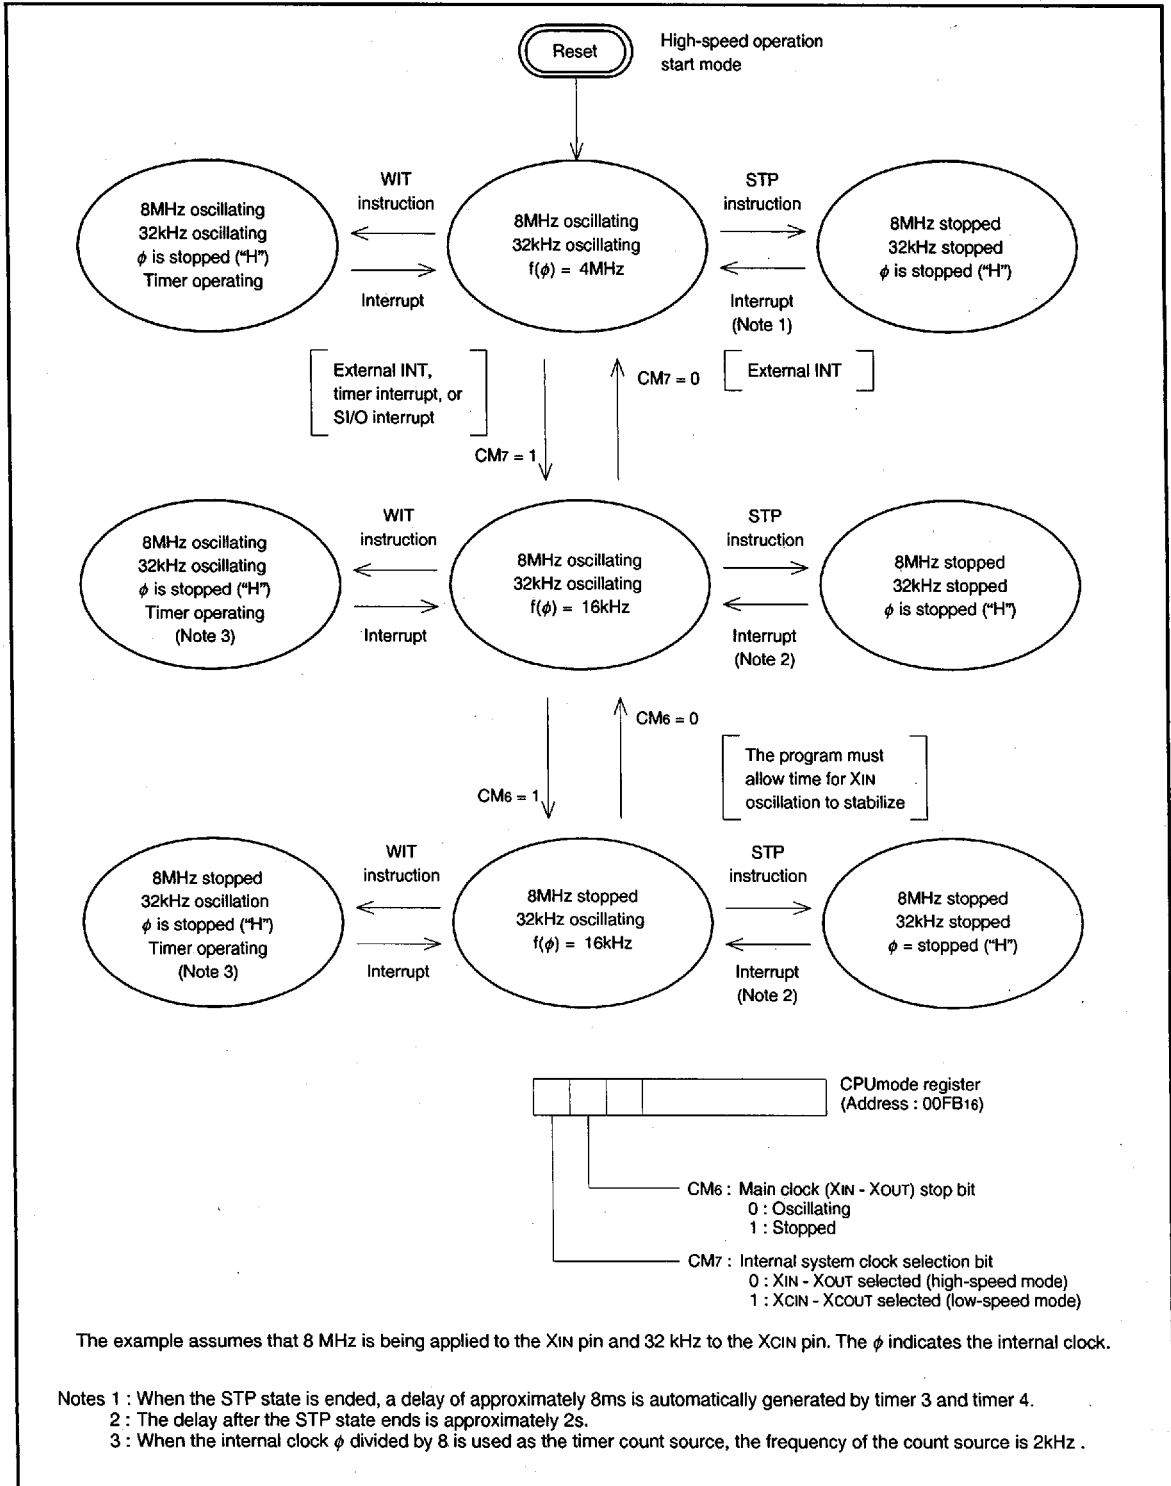 Reset
High-speed operation
start mode
8MHz oscillating
32kHz oscillating
ϕ is stopped (“H”)
Timer operating
WIT
instruction
Interrupt
8MHz oscillating
32kHz oscillating
f(ϕ) = 4MHz
STP
instruction
Interrupt
(Note 1)
8MHz stopped
32kHz stopped
ϕ is stopped (“H”)
External INT,
timer interrupt, or
SI/O interrupt
CM7 = 1
CM7 = 0
External INT
8MHz oscillating
32kHz oscillating
ϕ is stopped (“H”)
Timer operating
(Note 3)
WIT
instruction
Interrupt
8MHz oscillating
32kHz oscillating
f(ϕ) = 16kHz
STP
instruction
Interrupt
(Note 2)
8MHz stopped
32kHz stopped
ϕ is stopped (“H”)
CM6 = 1
CM6 = 0
The program must
allow time for XIN
oscillation to stabilize
8MHz stopped
32kHz oscillation
ϕ is stopped (“H”)
Timer operating
(Note 3)
WIT
instruction
Interrupt
8MHz stopped
32kHz oscillating
f(ϕ) = 16kHz
STP
instruction
Interrupt
(Note 2)
8MHz stopped
32kHz stopped
ϕ = stopped (“H”)
CPUmode register
(Address : 00FB16)
CM6 : Main clock (XIN - XOUT) stop bit
0 : Oscillating
1 : Stopped
CM7 : Internal system clock selection bit
0 : XIN - XOUT selected (high-speed mode)
1 : XCIN - XCOUT selected (low-speed mode)
The example assumes that 8 MHz is being applied to the XIN pin and 32 kHz to the XCIN pin. The ϕ indicates the internal clock.
Notes 1 : When the STP state is ended, a delay of approximately 8ms is automatically generated by timer 3 and timer 4.
2 : The delay after the STP state ends is approximately 2s.
3 : When the internal clock ϕ divided by 8 is used as the timer count source, the frequency of the count source is 2kHz .